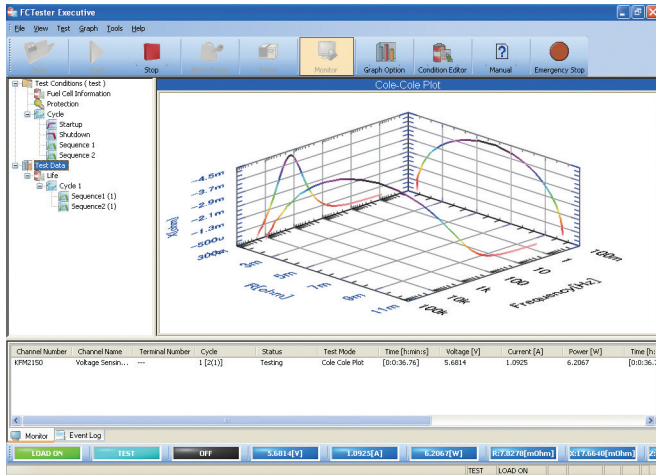 FCTester Executive
File View Test Graph Tools Help
Stop Monitor Graph Option Condition Editor Manual Emergency Stop
Test Conditions ( test )
Fuel Cell Information
Protection
Cycle
Startup
Shutdown
Sequence 1
Sequence 2
Test Data
Life
Cycle 1
Sequence1 (1)
Sequence2 (1)
Cole-Cole Plot
-4.5m
-3.7m
-2.9m
-2.1m
-1.3m
-500u
300u
X[ohm]
3m
5m
7m
9m
11m
R[ohm]
100k
10k
1k
100
10
1
100m
Frequency[Hz]
Channel Number Channel Name Terminal Number Cycle Status Test Mode Time [h:min:s] Voltage [V] Current [A] Power [W] Time [h:
KFM2150 Voltage Sensin... --- 1 [2(1)] Testing Cole Cole Plot [0:0:36.76] 5.6814 1.0925 6.2067 [0:0:36.
Monitor Event Log
LOAD ON TEST OFF 5.6814[V] 1.0925[A] 6.2067[W] R:7.8278[mOhm] X:17.6640[mOhm] Z:
TEST LOAD ON